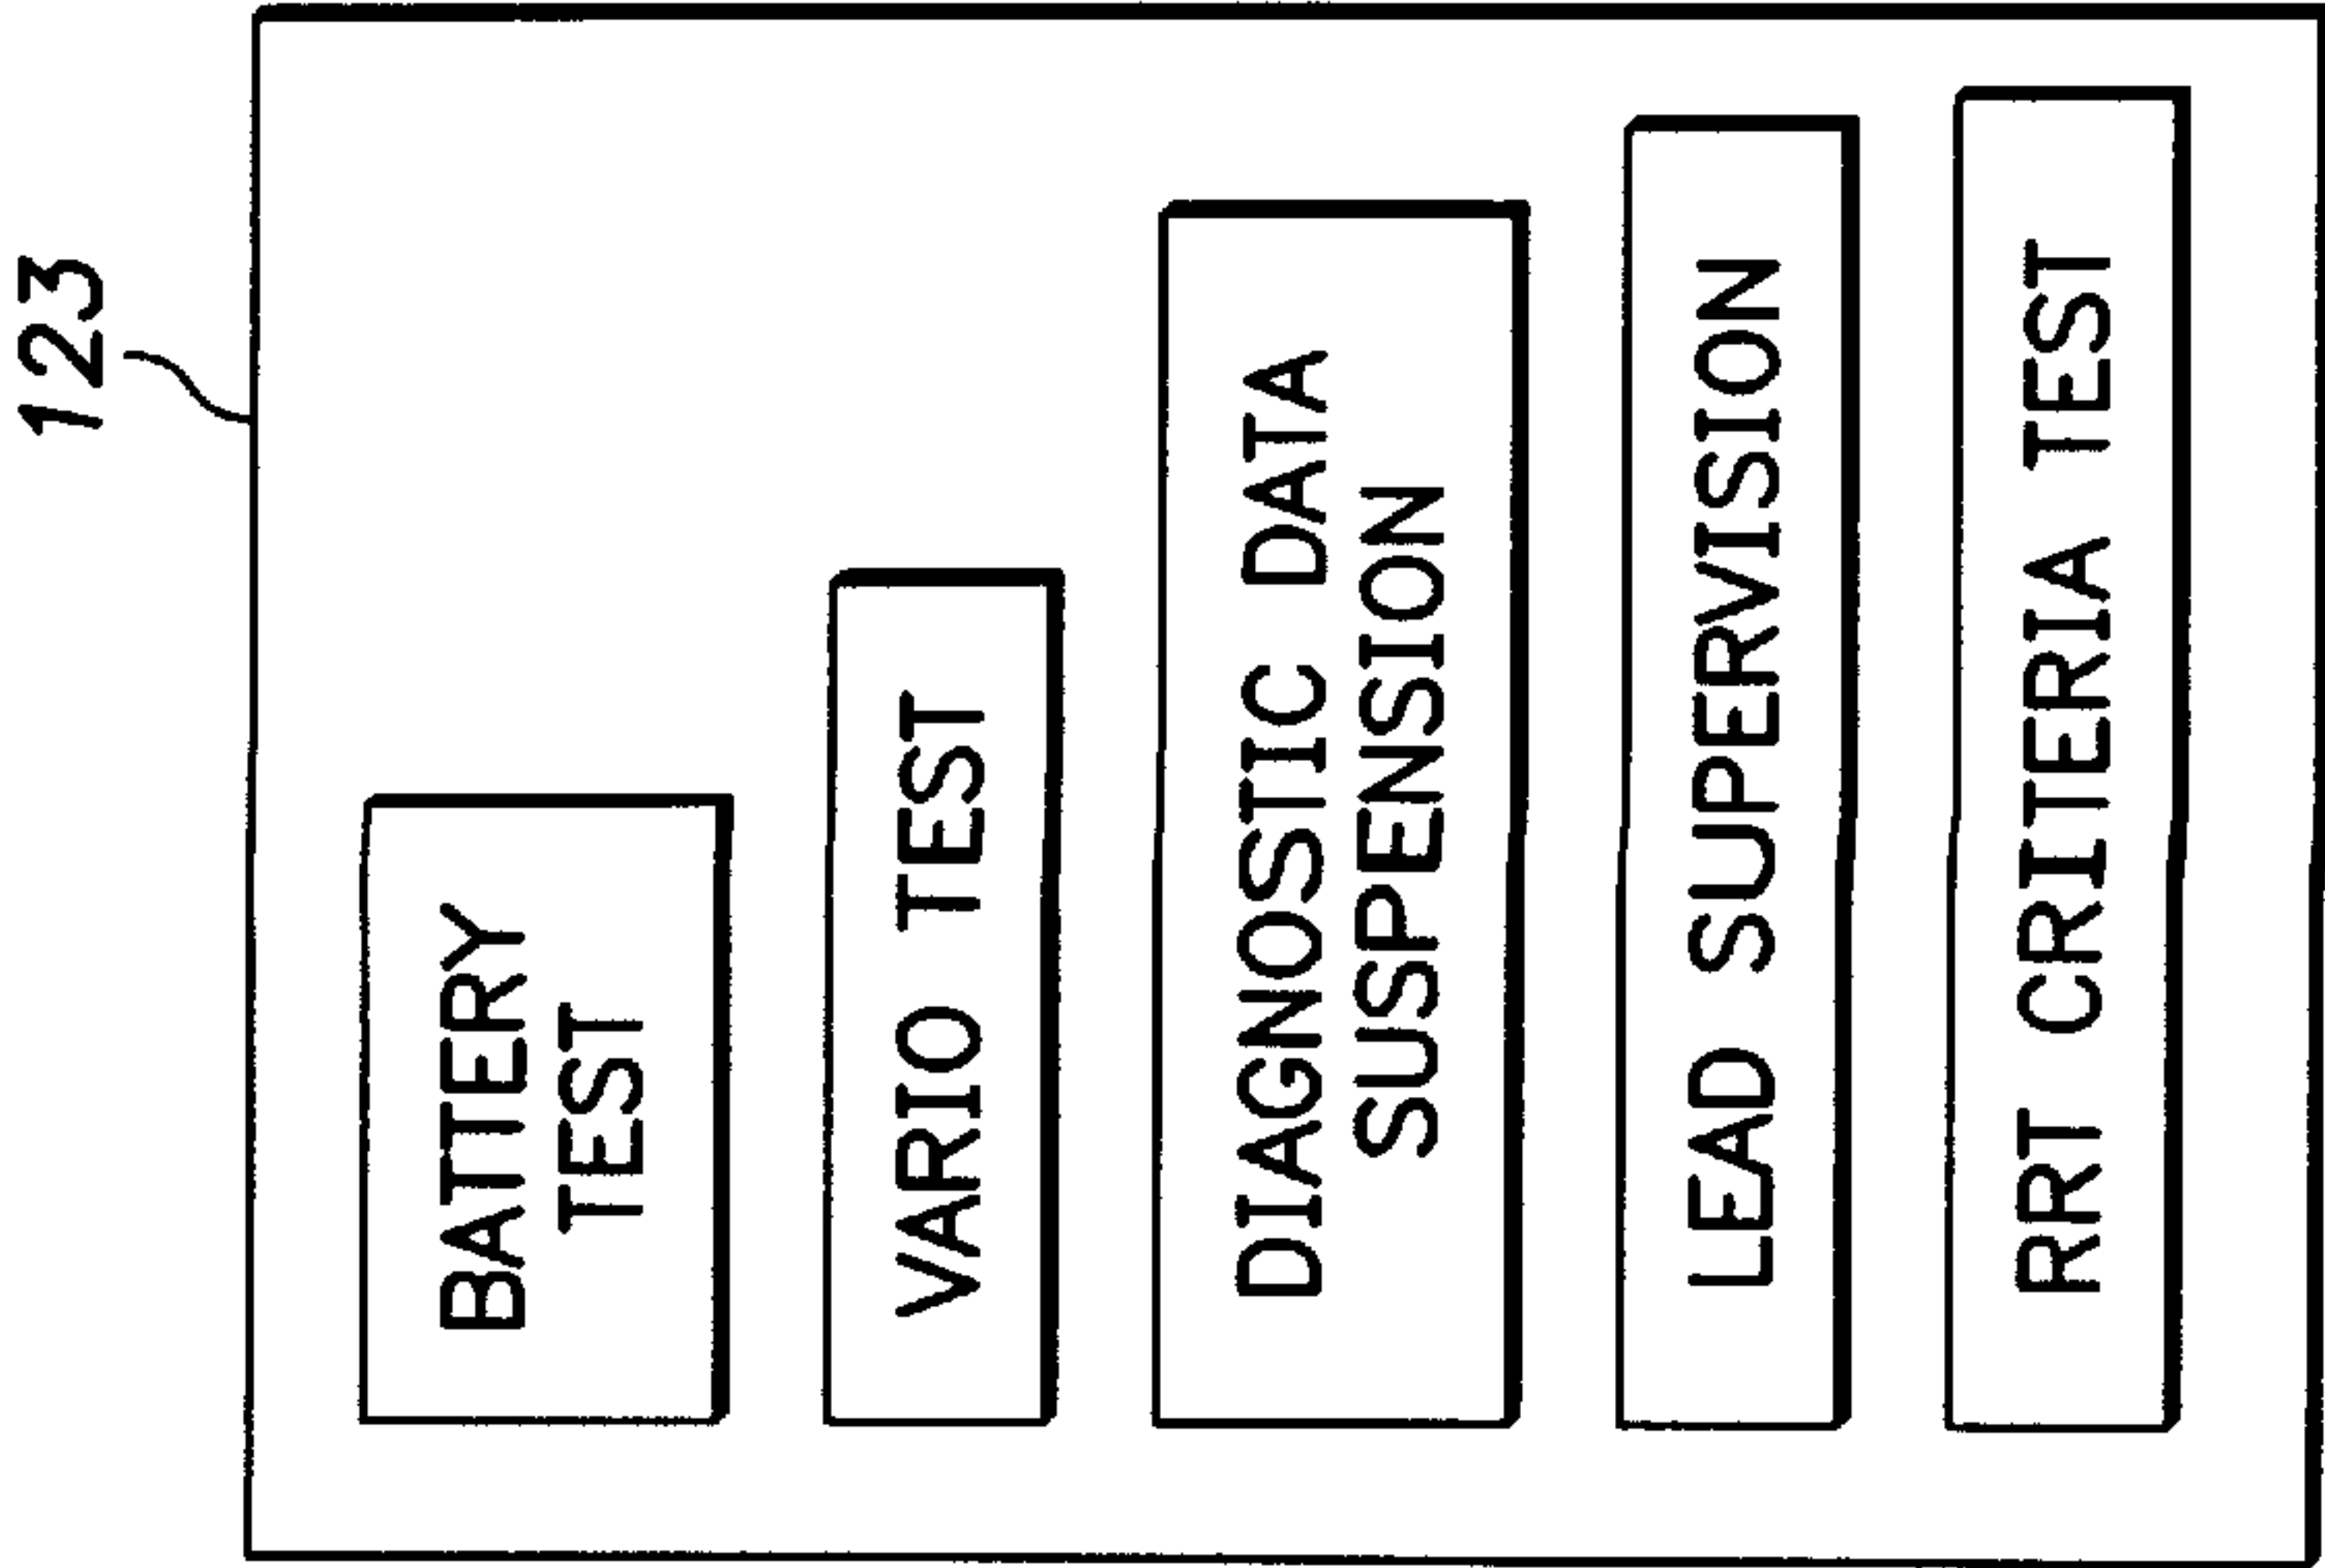 123
BATTERY
TEST
VARIO TEST
DIAGNOSTIC DATA
SUSPENSION
LEAD SUPERVISION
RRT CRITERIA TEST